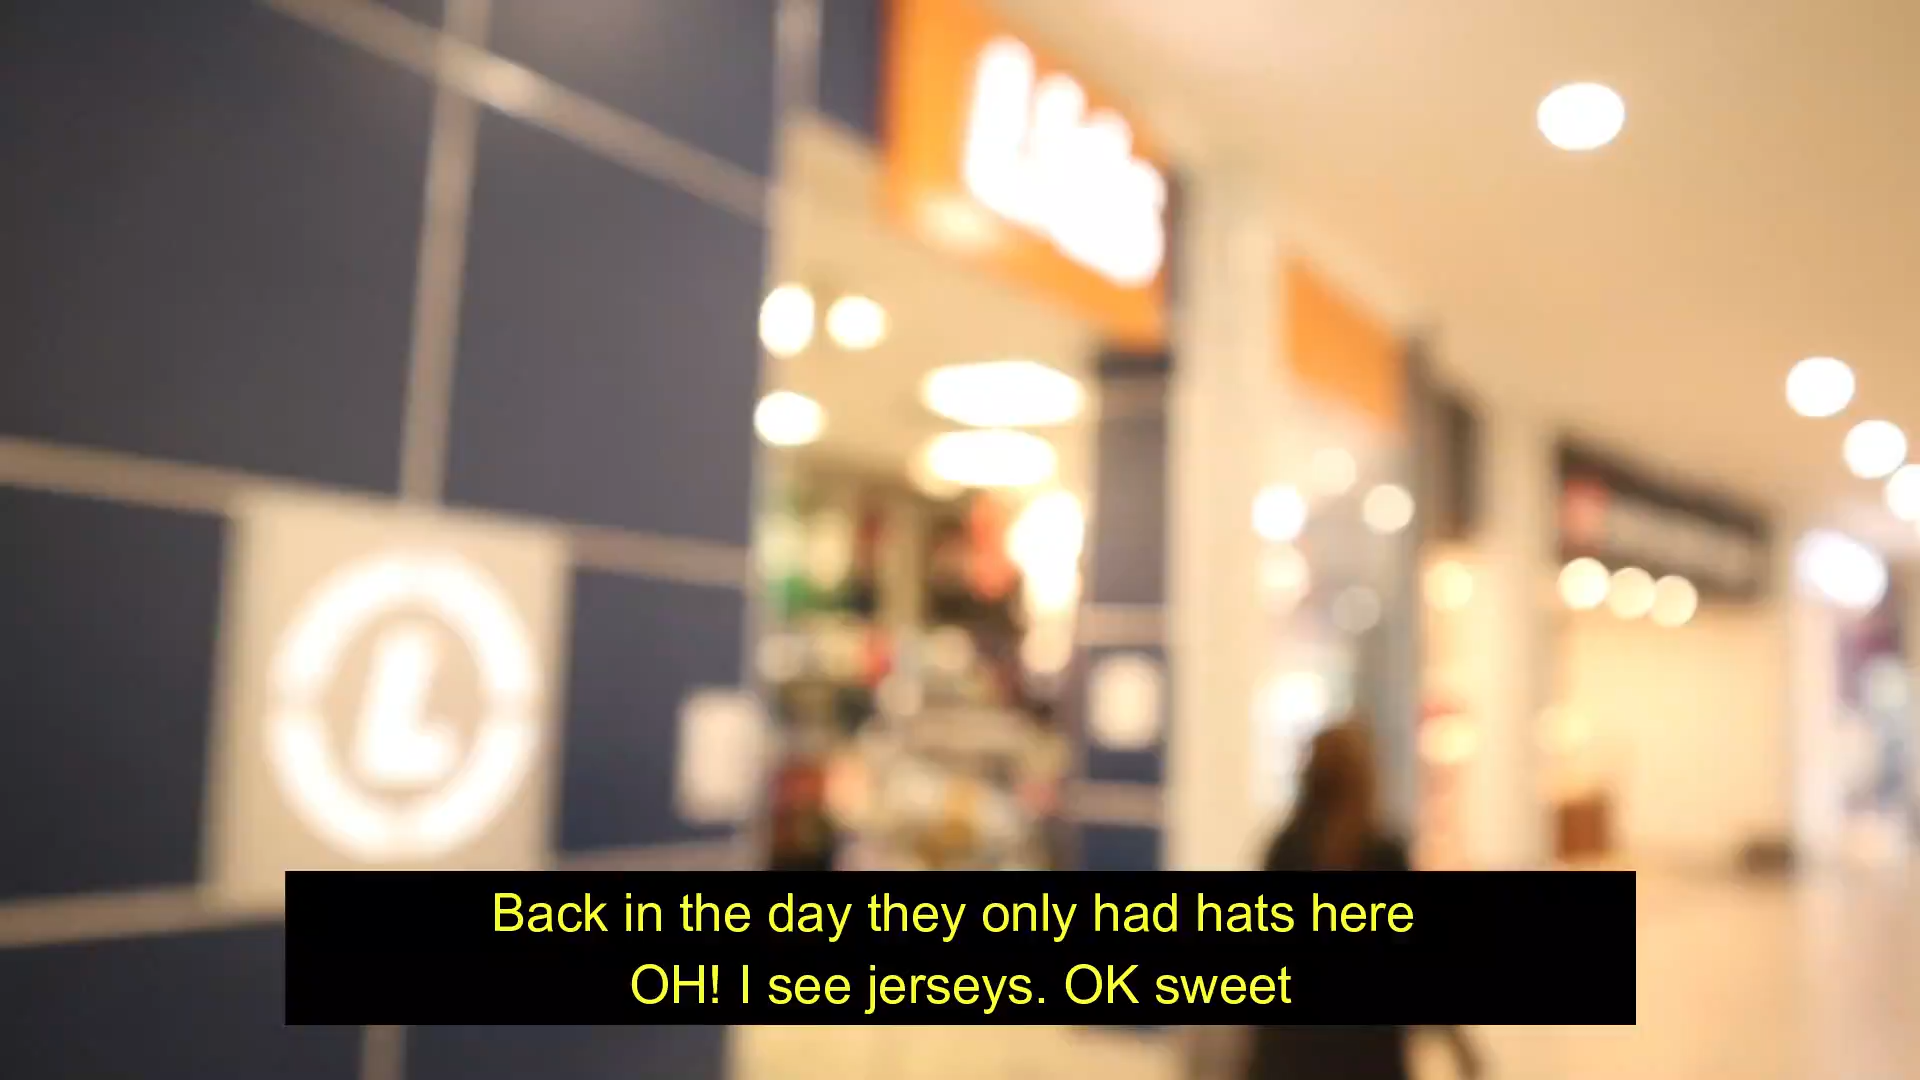 L
Back in the day they only had hats here
OH! I see jerseys. OK sweet